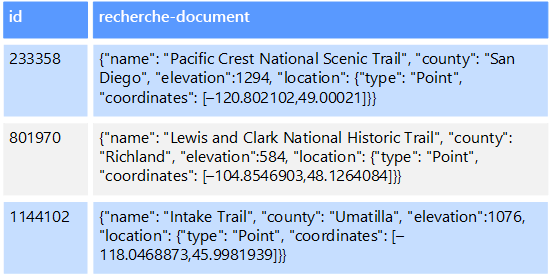 id recherche-document
233358 {"name": "Pacific Crest National Scenic Trail", "county": "San
Diego", "elevation":1294, "location": {"type": "Point",
"coordinates": [–120.802102,49.00021]}}
801970 {"name": "Lewis and Clark National Historic Trail", "county":
"Richland", "elevation":584, "location": {"type": "Point",
"coordinates": [–104.8546903,48.1264084]}}
1144102 {"name": "Intake Trail", "county": "Umatilla", "elevation":1076,
"location": {"type": "Point", "coordinates": [–
118.0468873,45.9981939]}}